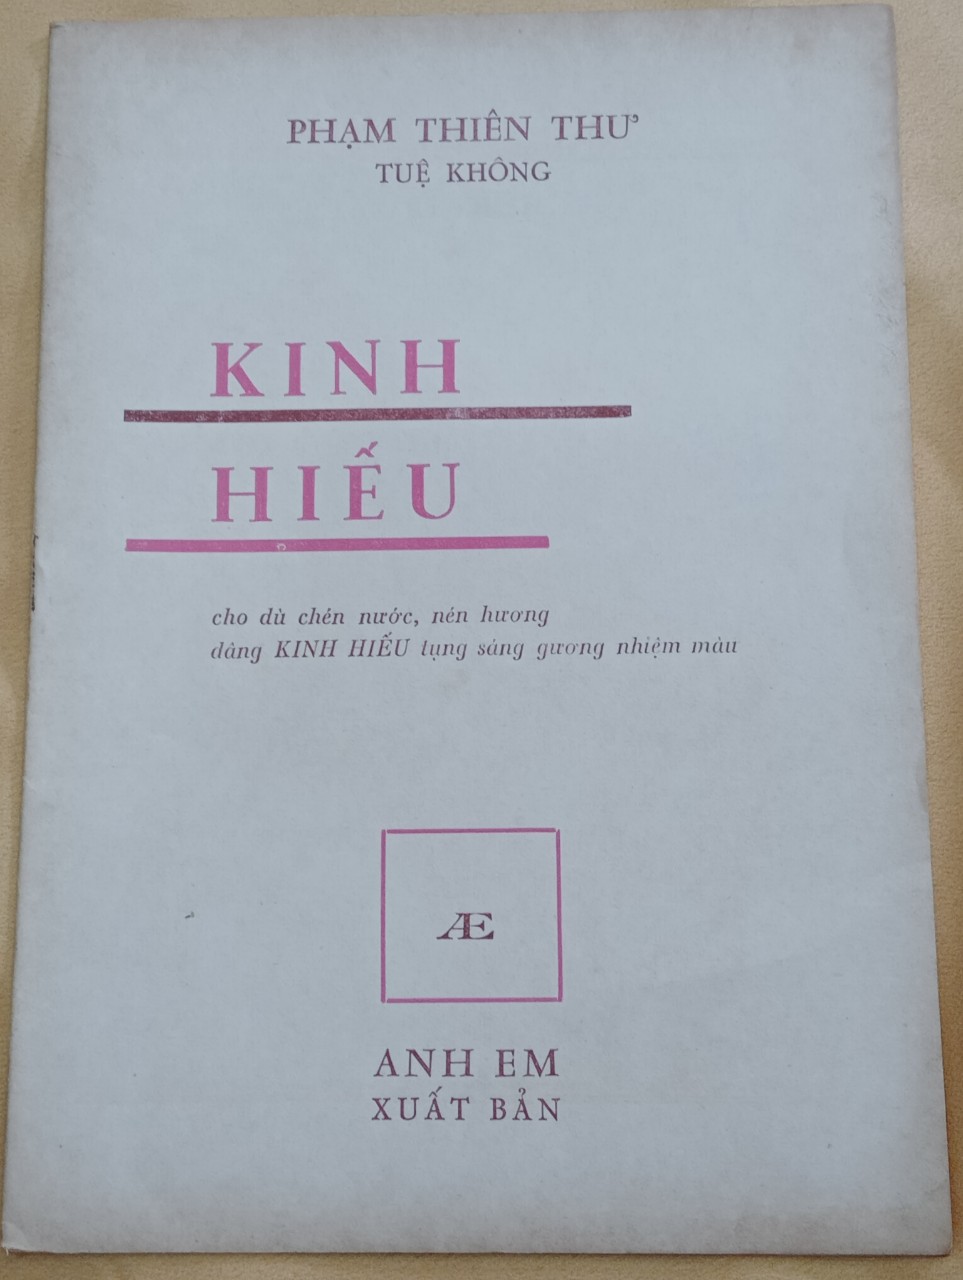 PHẠM THIÊN THƯ
TUỆ KHÔNG
KINH
HIẾU
cho dù chén nước, nén hương
dâng KINH HIẾU tụng sáng gương nhiệm màu
Æ
ANH EM
XUẤT BẢN